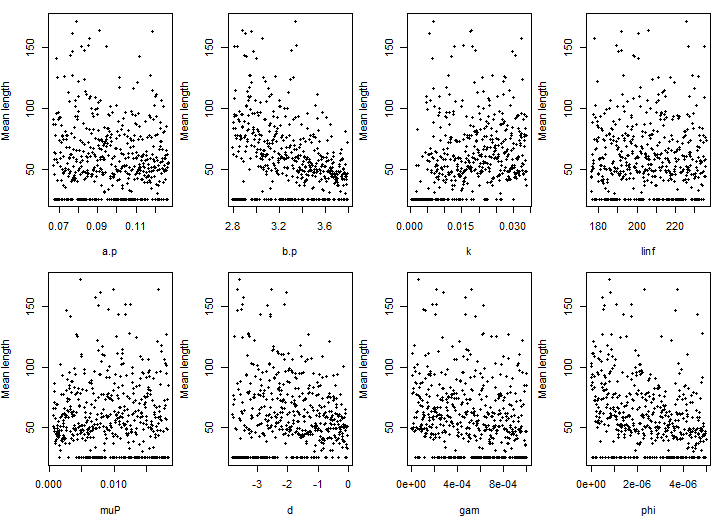 Mean length
50 100 150
0.07 0.09 0.11
a.p
Mean length
50 100 150
2.8 3.2 3.6
b.p
Mean length
50 100 150
0.000 0.015 0.030
k
Mean length
50 100 150
180 200 220
linf
Mean length
50 100 150
0.000 0.010
muP
Mean length
50 100 150
-3 -2 -1 0
d
Mean length
50 100 150
0e+00 4e-04 8e-04
gam
Mean length
50 100 150
0e+00 2e-06 4e-06
phi